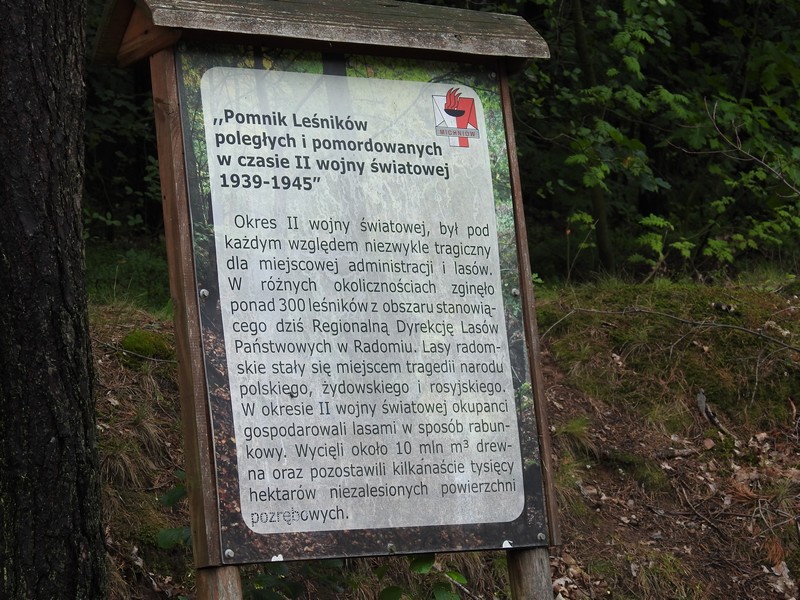 ,,Pomnik Leśników
poległych i pomordowanych
w czasie II wojny światowej
1939-1945"
MICHNIÓW
Okres II wojny światowej, był pod
każdym względem niezwykle tragiczny
dla miejscowej administracji i lasów.
W różnych okolicznościach zginęło
ponad 300 leśników z obszaru stanowią-
cego dziś Regionalną Dyrekcję Lasów
Państwowych w Radomiu. Lasy radom-
skie stały się miejscem tragedii narodu
polskiego, żydowskiego i rosyjskiego.
W okresie II wojny światowej okupanci
gospodarowali lasami w sposób rabun-
kowy. Wycięli około 10 mln m³ drew-
na oraz pozostawili kilkanaście tysięcy
hektarów niezalesionych powierzchni
pozrębowych.